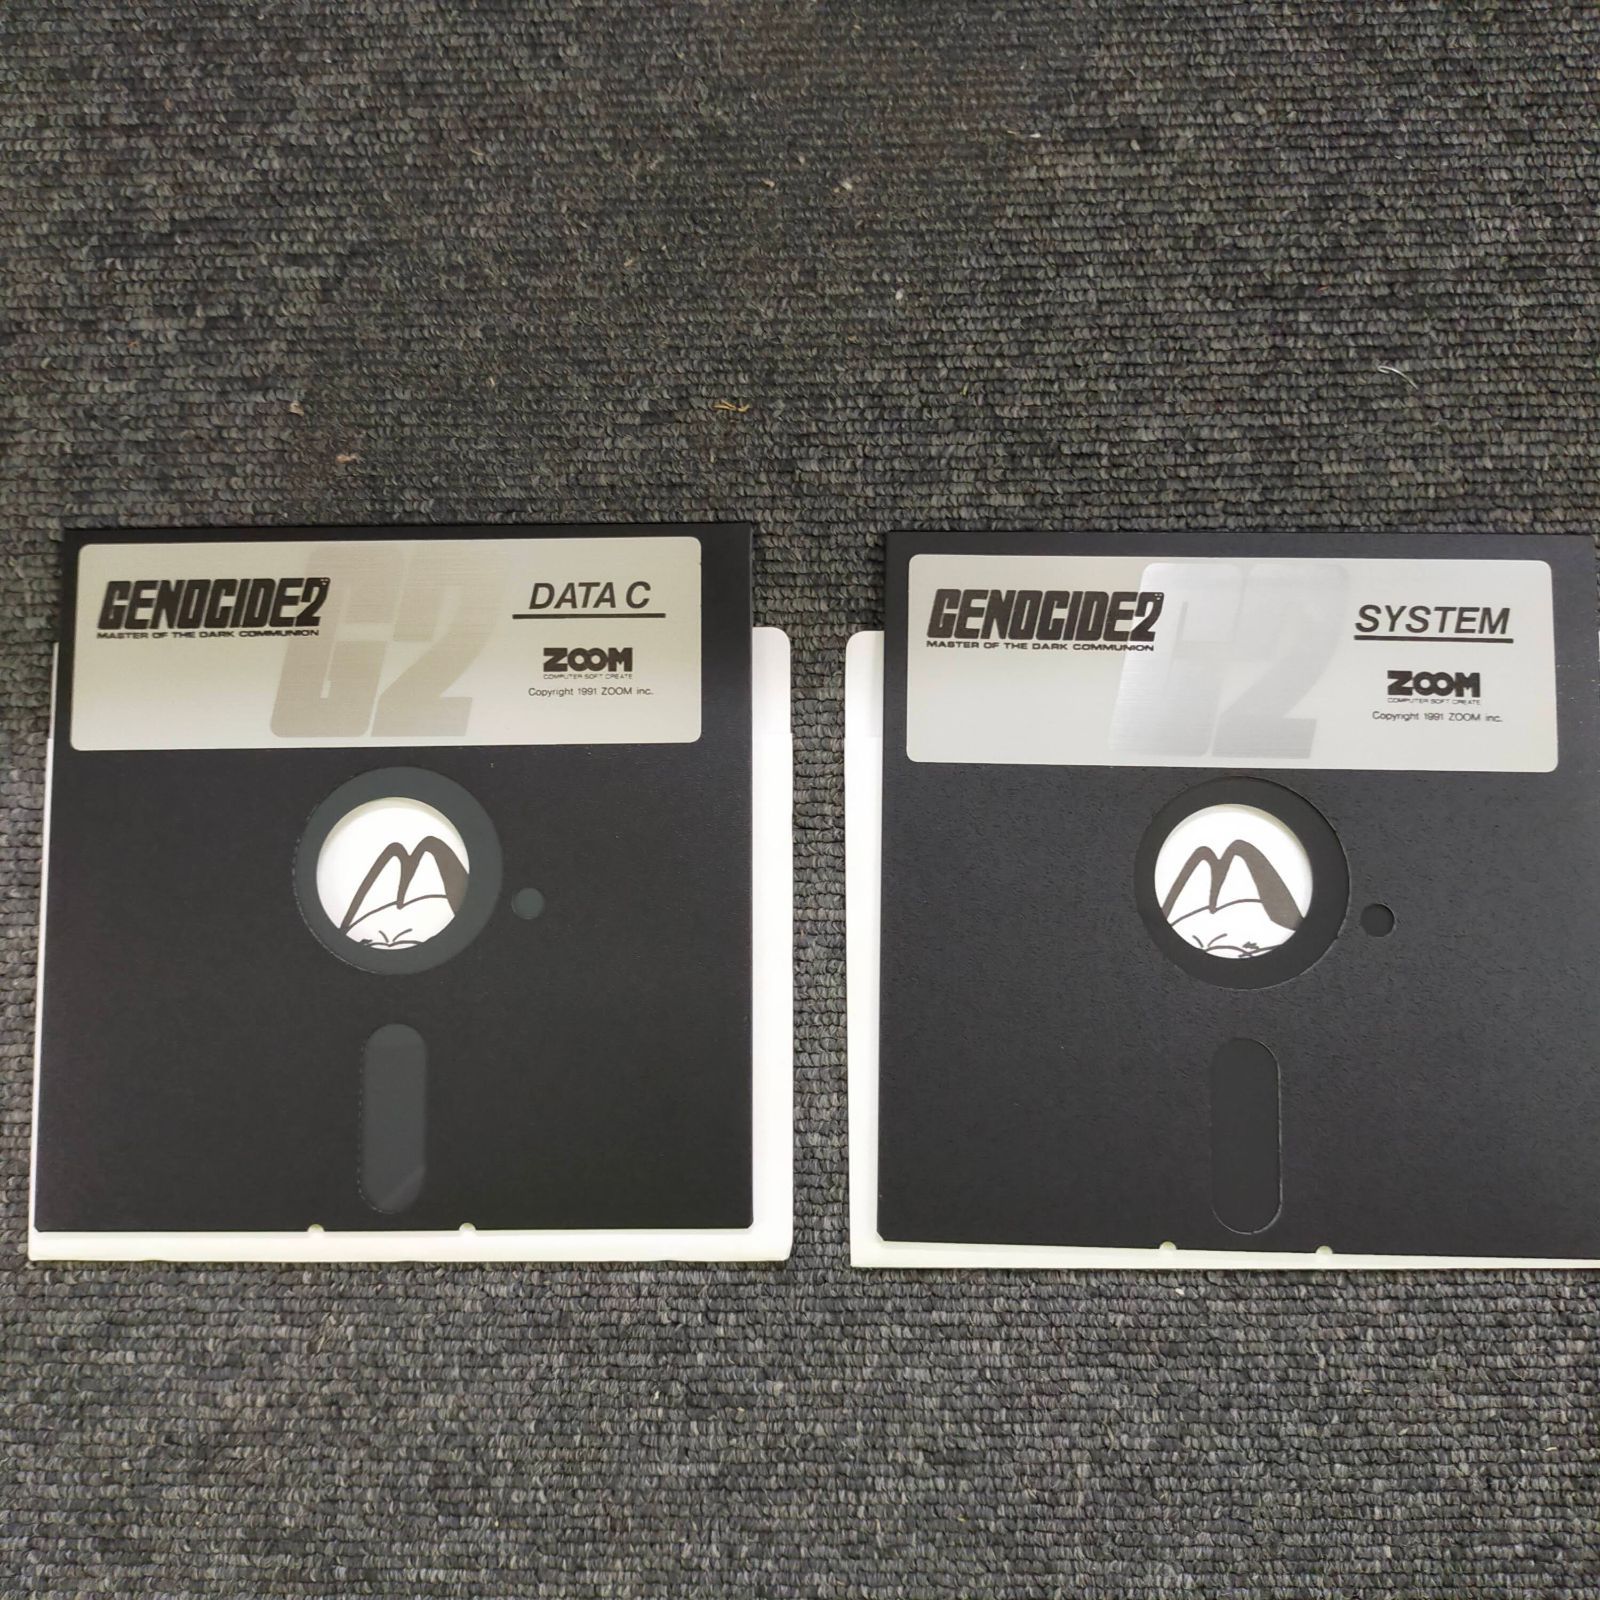 GENOCIDE2
MASTER OF THE DARK COMMUNION
G2
DATA C
ZOOM
COMPUTER SOFT CREATE
Copyright 1991 ZOOM inc.
GENOCIDE2
MASTER OF THE DARK COMMUNION
G2
SYSTEM
ZOOM
COMPUTER SOFT CREATE
Copyright 1991 ZOOM inc.